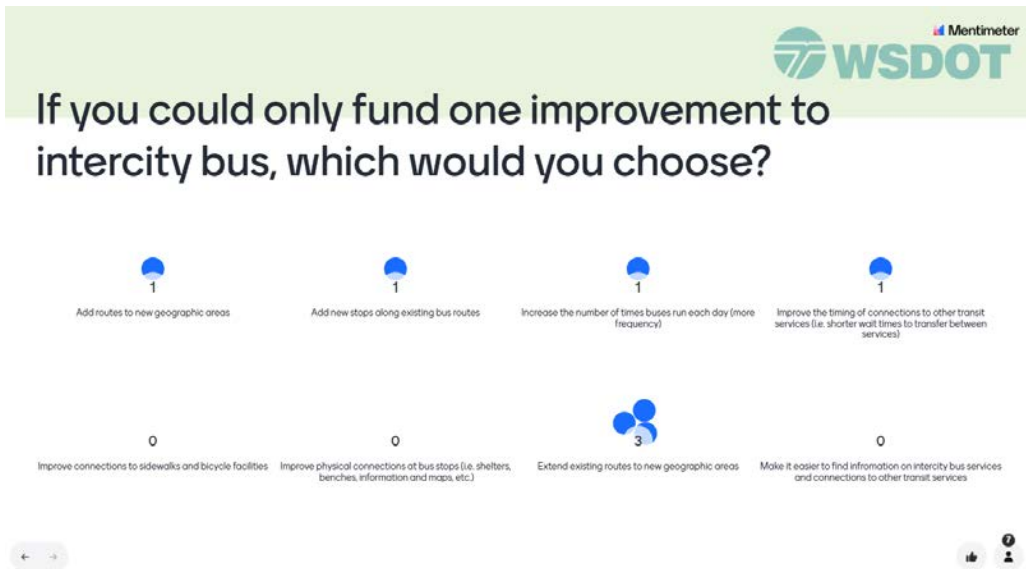 Mentimeter
WSDOT
If you could only fund one improvement to
intercity bus, which would you choose?
1
Add routes to new geographic areas
1
Add new stops along existing bus routes
1
Increase the number of times buses run each day (more
frequency)
1
Improve the timing of connections to other transit
services (i.e. shorter wait times to transfer between
services)
0
Improve connections to sidewalks and bicycle facilities
0
Improve physical connections at bus stops (i.e. shelters,
benches, information and maps, etc.)
3
Extend existing routes to new geographic areas
0
Make it easier to find infromation on intercity bus services
and connections to other transit services
7